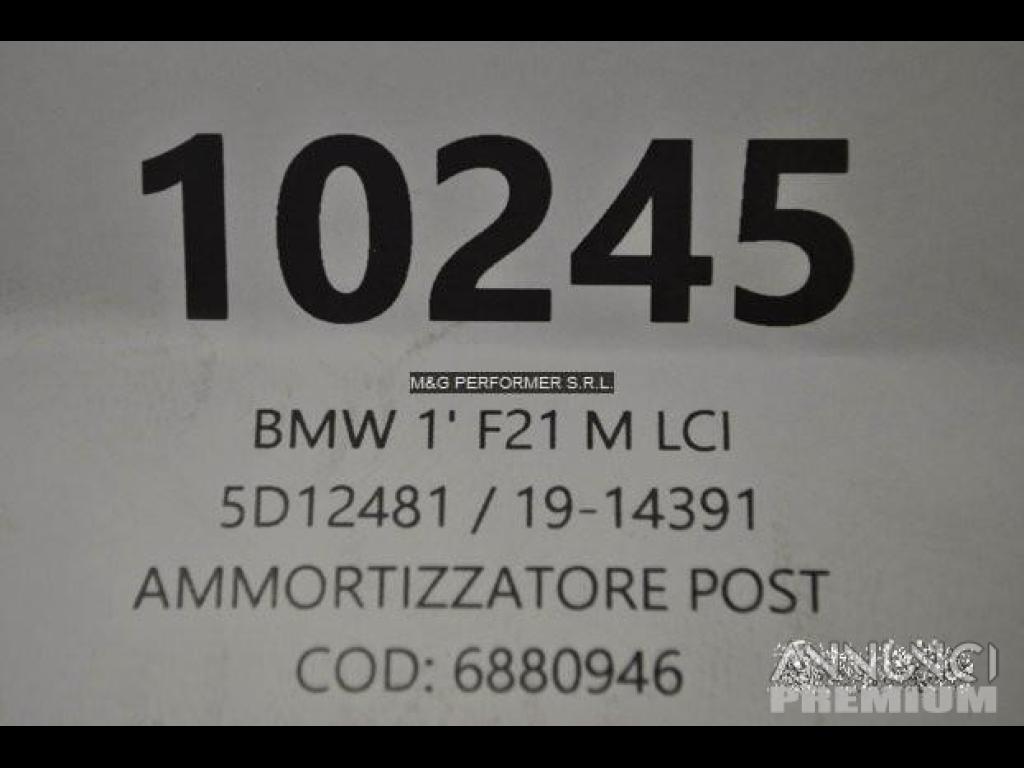 10245
M&G PERFORMER S.R.L.
BMW 1' F21 M LCI
5D12481 / 19-14391
AMMORTIZZATORE POST
COD: 6880946
ANNUNCI
PREMIUM